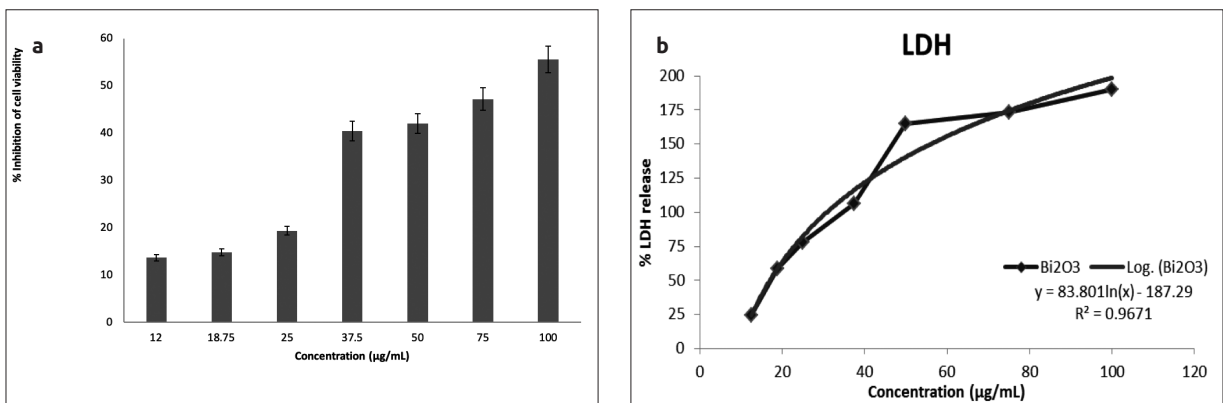 a
% Inhibition of cell viability
60
50
40
30
20
10
0
12 18.75 25 37.5 50 75 100
Concentration (µg/mL)
b
LDH
% LDH release
200
175
150
125
100
75
50
25
0
0 20 40 60 80 100 120
Concentration (µg/mL)
Bi2O3 Log. (Bi2O3)
y = 83.801ln(x) - 187.29
R² = 0.9671